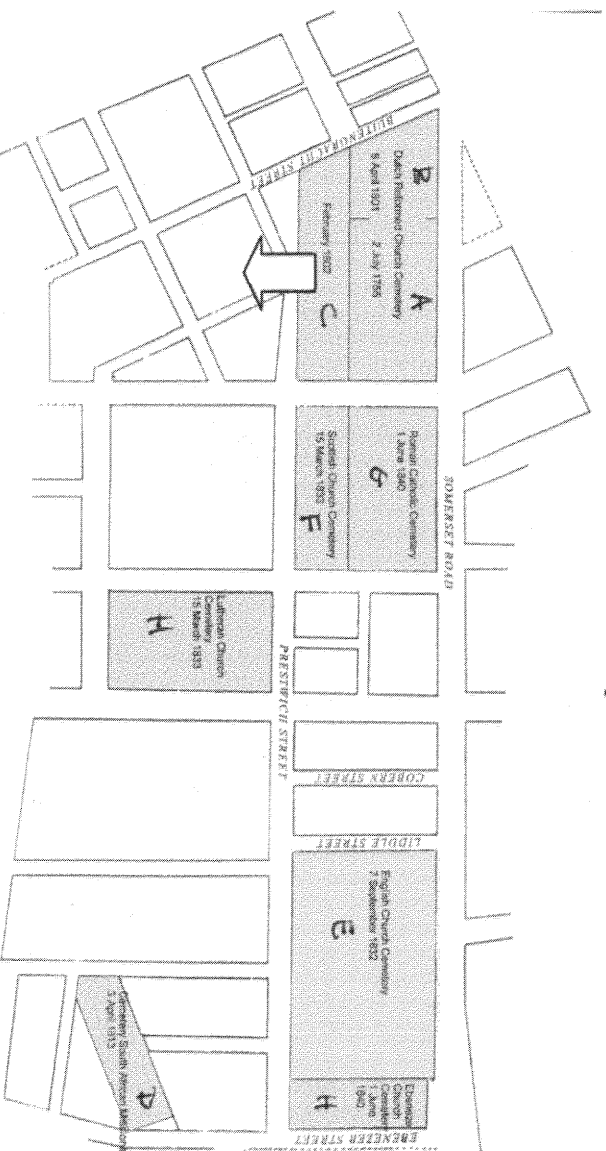 BUITENGRACHT STREET
B
Dutch Reformed Church Cemetery
6 April 1801
2 July 1755
A
February 1802
C
SOMERSET ROAD
Roman Catholic Cemetery
1 June 1840
G
Scottish Church Cemetery
15 March 1833
F
Lutheran Church
Cemetery
15 March 1833
H
PRESTWICH STREET
COBERN STREET
LIDDLE STREET
English Church Cemetery
7 September 1832
E
Cemetery South African
3 April 1813
D
Ebenezer
Church
1 June
1840
H
EBENEZER STREET